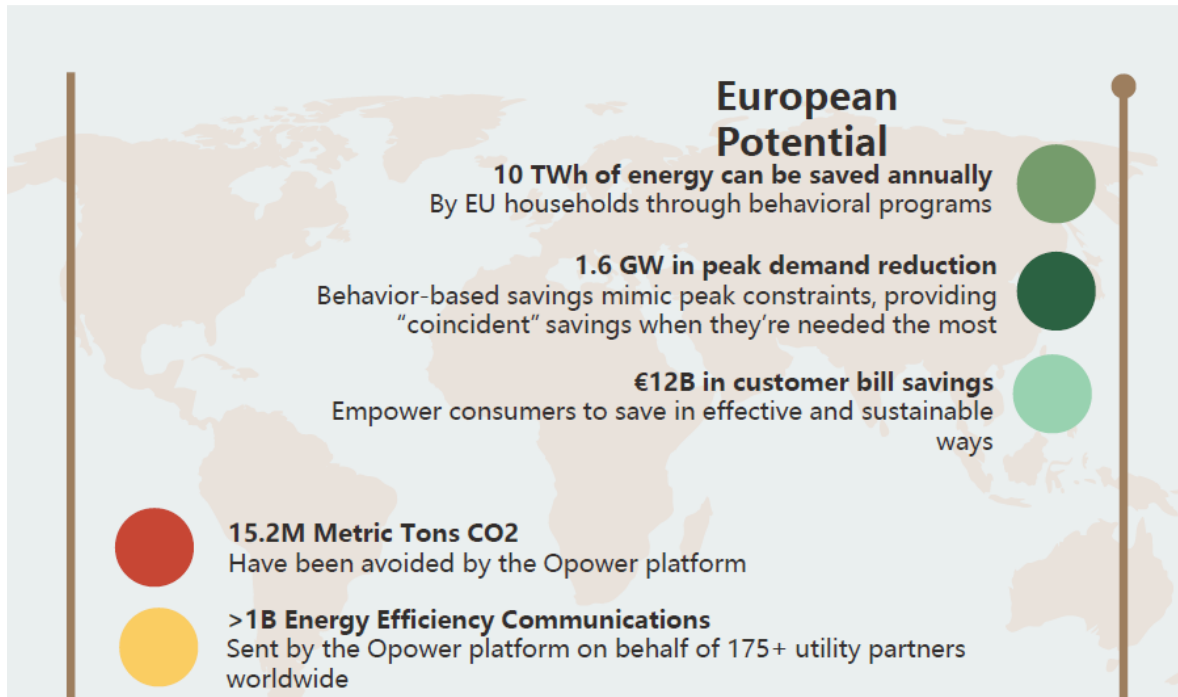 European
Potential
10 TWh of energy can be saved annually
By EU households through behavioral programs
1.6 GW in peak demand reduction
Behavior-based savings mimic peak constraints, providing
“coincident” savings when they’re needed the most
€12B in customer bill savings
Empower consumers to save in effective and sustainable
ways
15.2M Metric Tons CO2
Have been avoided by the Opower platform
>1B Energy Efficiency Communications
Sent by the Opower platform on behalf of 175+ utility partners
worldwide